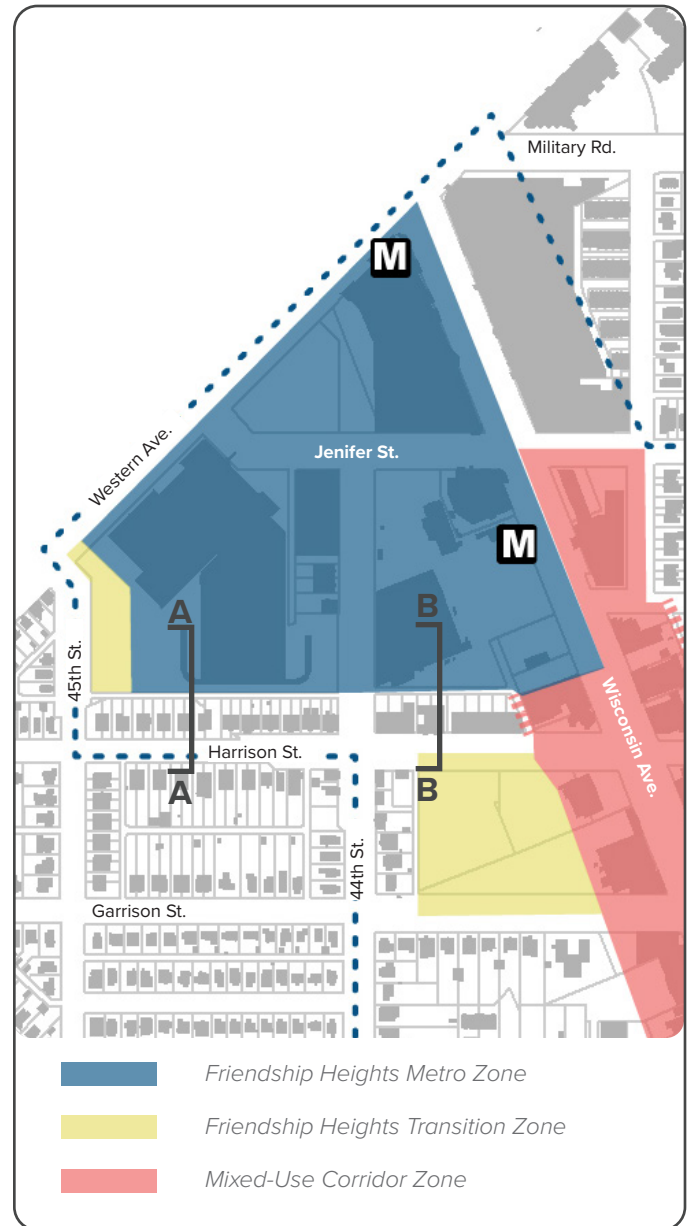 Military Rd.
M
Western Ave.
Jenifer St.
M
A
B
45th St.
Wisconsin Ave.
Harrison St.
A
B
44th St.
Garrison St.
Friendship Heights Metro Zone
Friendship Heights Transition Zone
Mixed-Use Corridor Zone